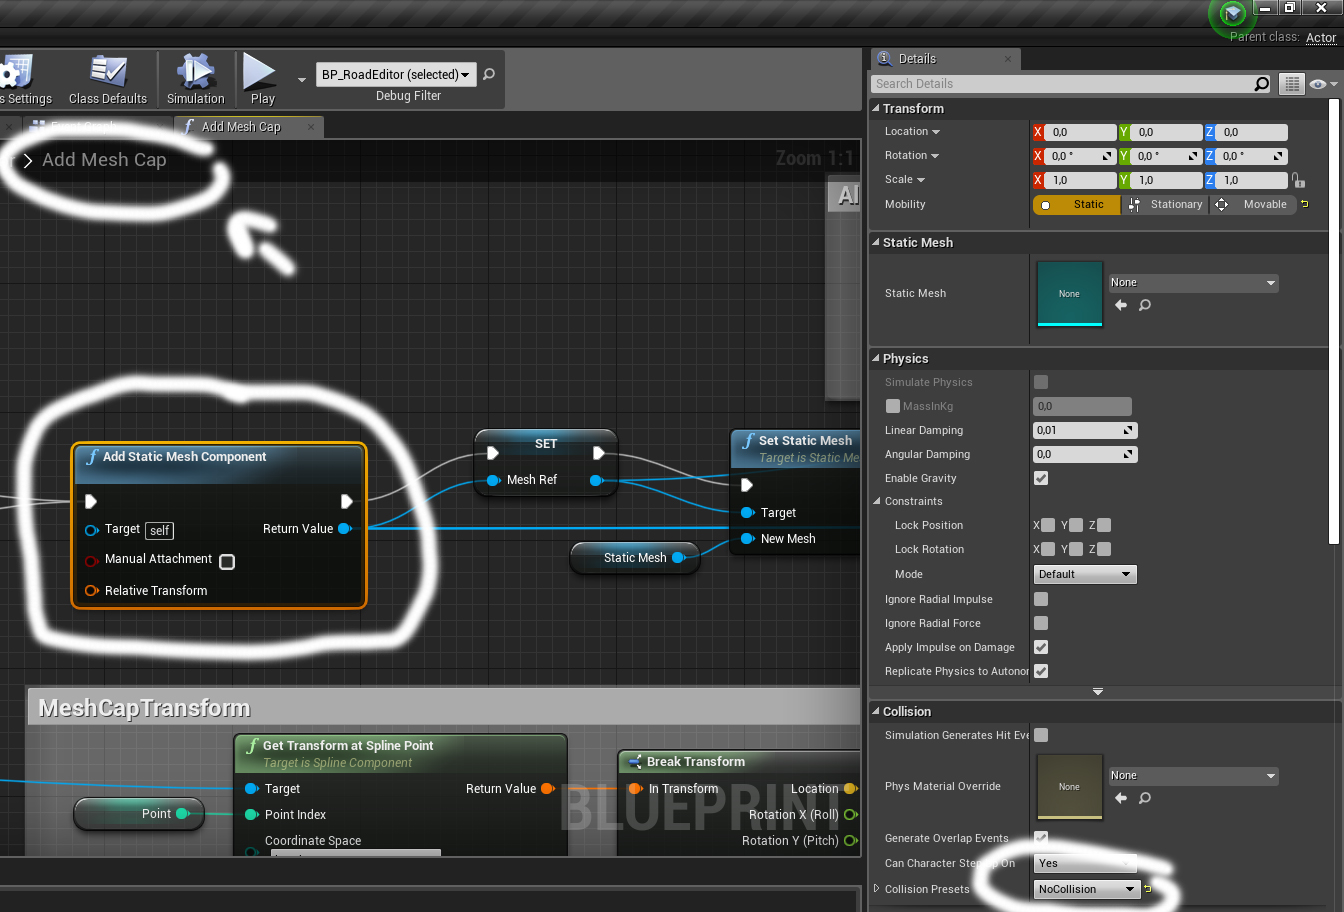 Parent class: Actor
s Settings
Class Defaults
Simulation
Play
BP_RoadEditor (selected)
Debug Filter
Add Mesh Cap
Add Mesh Cap
Zoom 1:1
Add Static Mesh Component
Target self
Return Value
Manual Attachment
Relative Transform
SET
Mesh Ref
Static Mesh
Set Static Mesh
Target is Static Me
Target
New Mesh
MeshCapTransform
Point
Get Transform at Spline Point
Target is Spline Component
Target
Return Value
Point Index
Coordinate Space
Break Transform
In Transform
Location
Rotation X (Roll)
Rotation Y (Pitch)
BLUEPRINT
Details
Search Details
Transform
Location X 0,0 Y 0,0 Z 0,0
Rotation X 0,0 ° Y 0,0 ° Z 0,0 °
Scale X 1,0 Y 1,0 Z 1,0
Mobility Static Stationary Movable
Static Mesh
Static Mesh None None
Physics
Simulate Physics
MassInKg 0,0
Linear Damping 0,01
Angular Damping 0,0
Enable Gravity
Constraints
Lock Position X Y Z
Lock Rotation X Y Z
Mode Default
Ignore Radial Impulse
Ignore Radial Force
Apply Impulse on Damage
Replicate Physics to Autonor
Collision
Simulation Generates Hit Eve
Phys Material Override None None
Generate Overlap Events
Can Character Step Up On Yes
Collision Presets NoCollision